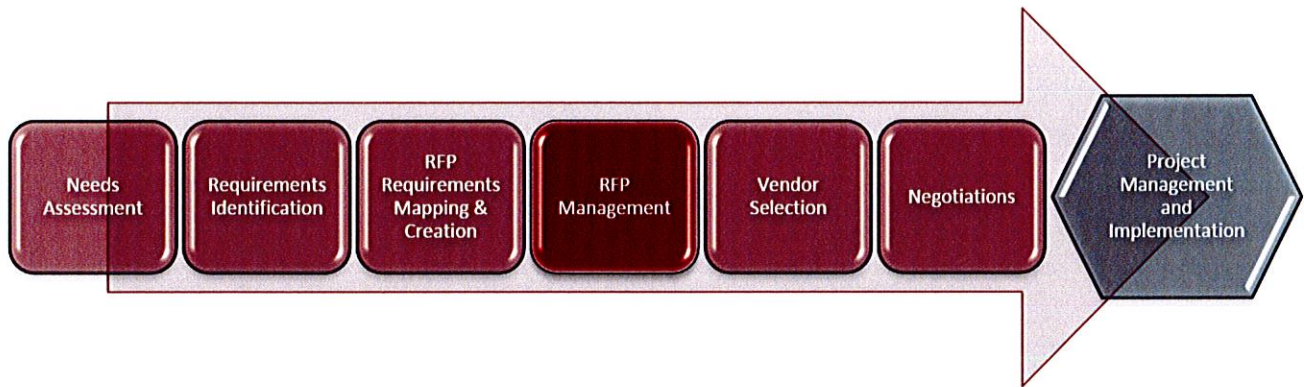 Needs
Assessment
Requirements
Identification
RFP
Requirements
Mapping &
Creation
RFP
Management
Vendor
Selection
Negotiations
Project
Management
and
Implementation